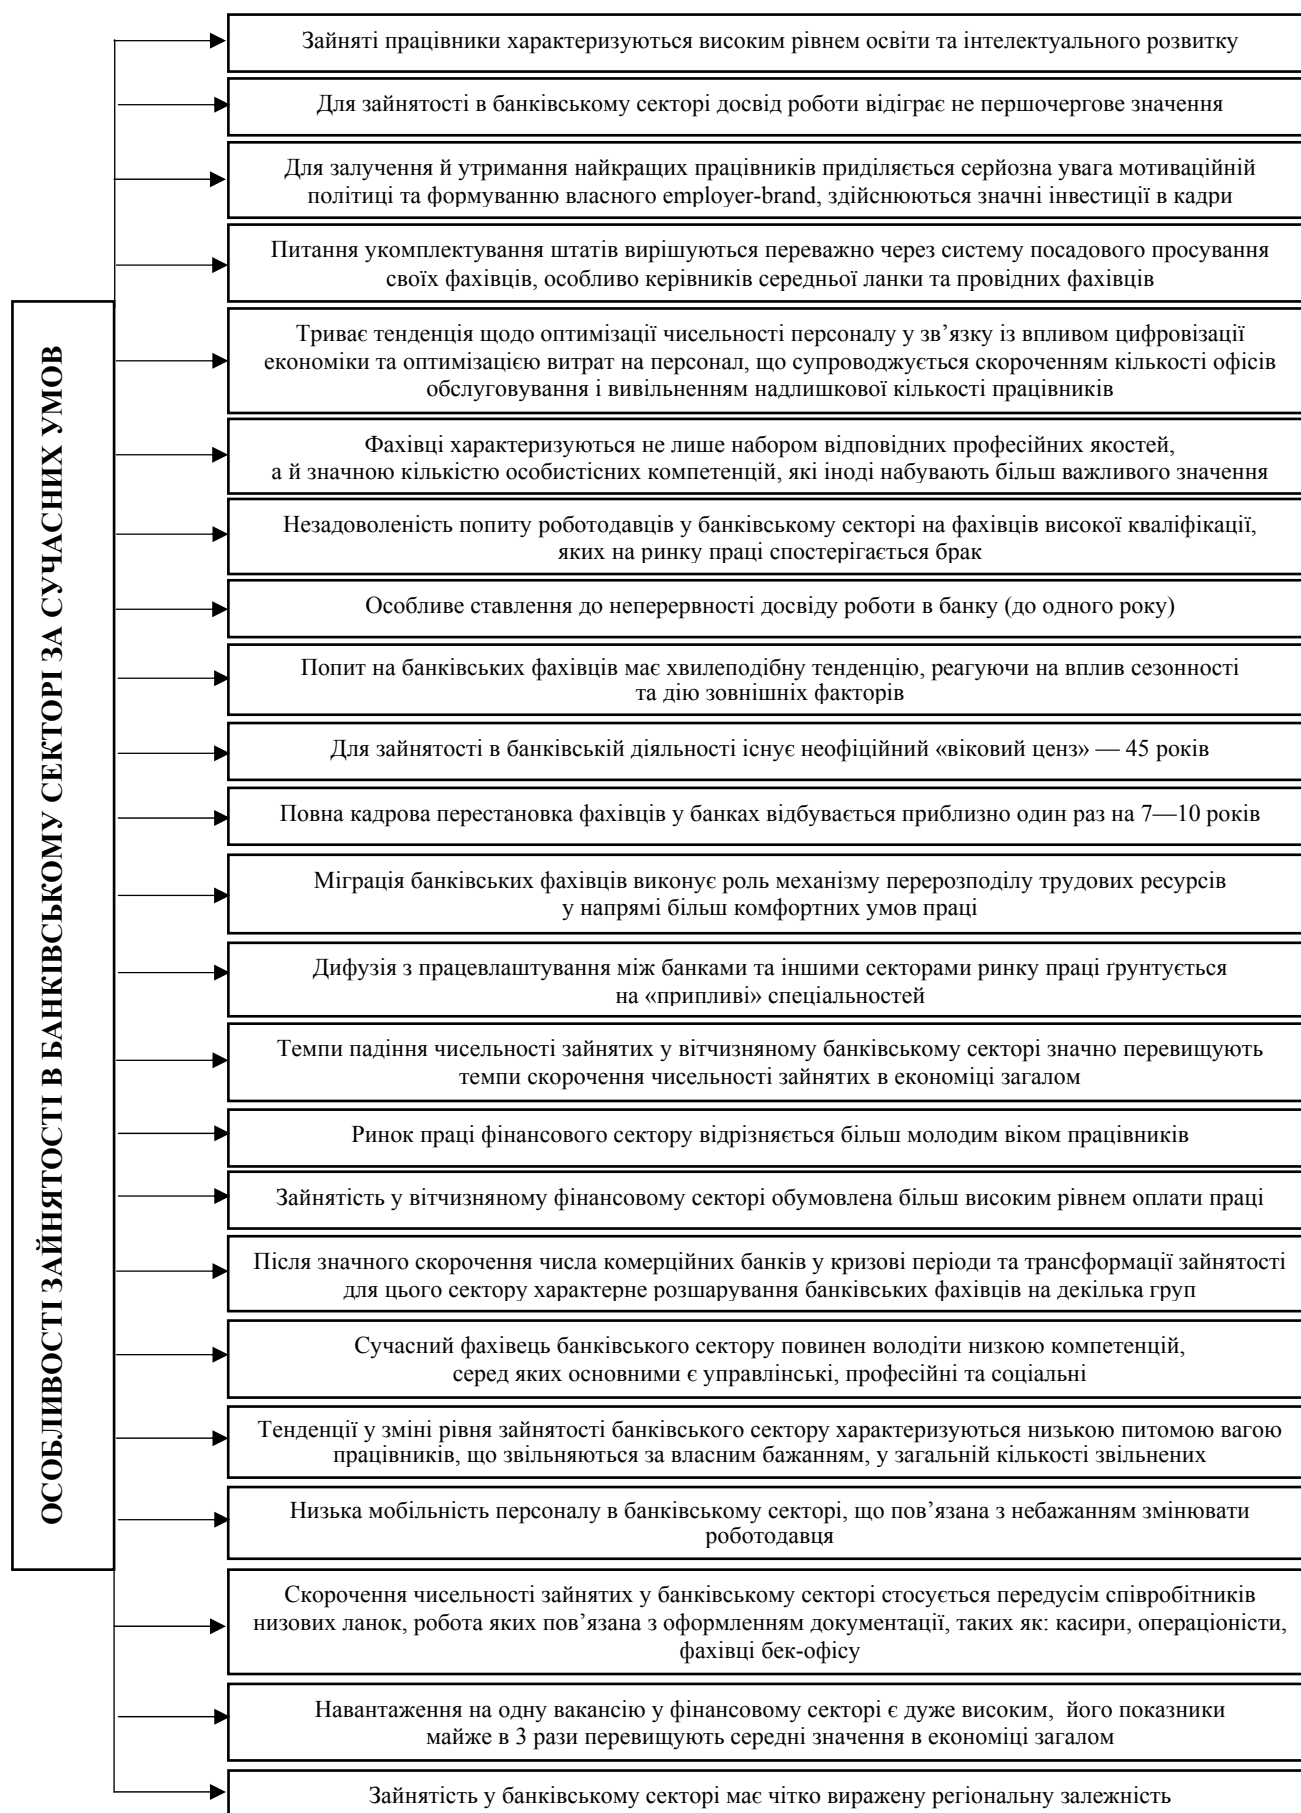 ОСОБЛИВОСТІ ЗАЙНЯТОСТІ В БАНКІВСЬКОМУ СЕКТОРІ ЗА СУЧАСНИХ УМОВ
Зайняті працівники характеризуються високим рівнем освіти та інтелектуального розвитку
Для зайнятості в банківському секторі досвід роботи відіграє не першочергове значення
Для залучення й утримання найкращих працівників приділяється серйозна увага мотиваційній
політиці та формуванню власного employer-brand, здійснюються значні інвестиції в кадри
Питання укомплектування штатів вирішуються переважно через систему посадового просування
своїх фахівців, особливо керівників середньої ланки та провідних фахівців
Триває тенденція щодо оптимізації чисельності персоналу у зв’язку із впливом цифровізації
економіки та оптимізацією витрат на персонал, що супроводжується скороченням кількості офісів
обслуговування і вивільненням надлишкової кількості працівників
Фахівці характеризуються не лише набором відповідних професійних якостей,
а й значною кількістю особистісних компетенцій, які іноді набувають більш важливого значення
Незадоволеність попиту роботодавців у банківському секторі на фахівців високої кваліфікації,
яких на ринку праці спостерігається брак
Особливе ставлення до неперервності досвіду роботи в банку (до одного року)
Попит на банківських фахівців має хвилеподібну тенденцію, реагуючи на вплив сезонності
та дію зовнішніх факторів
Для зайнятості в банківській діяльності існує неофіційний «віковий ценз» — 45 років
Повна кадрова перестановка фахівців у банках відбувається приблизно один раз на 7—10 років
Міграція банківських фахівців виконує роль механізму перерозподілу трудових ресурсів
у напрямі більш комфортних умов праці
Дифузія з працевлаштування між банками та іншими секторами ринку праці ґрунтується
на «припливі» спеціальностей
Темпи падіння чисельності зайнятих у вітчизняному банківському секторі значно перевищують
темпи скорочення чисельності зайнятих в економіці загалом
Ринок праці фінансового сектору відрізняється більш молодим віком працівників
Зайнятість у вітчизняному фінансовому секторі обумовлена більш високим рівнем оплати праці
Після значного скорочення числа комерційних банків у кризові періоди та трансформації зайнятості
для цього сектору характерне розшарування банківських фахівців на декілька груп
Сучасний фахівець банківського сектору повинен володіти низкою компетенцій,
серед яких основними є управлінські, професійні та соціальні
Тенденції у зміні рівня зайнятості банківського сектору характеризуються низькою питомою вагою
працівників, що звільняються за власним бажанням, у загальній кількості звільнених
Низька мобільність персоналу в банківському секторі, що пов’язана з небажанням змінювати
роботодавця
Скорочення чисельності зайнятих у банківському секторі стосується передусім співробітників
низових ланок, робота яких пов’язана з оформленням документації, таких як: касири, операціоністи,
фахівці бек-офісу
Навантаження на одну вакансію у фінансовому секторі є дуже високим, його показники
майже в 3 рази перевищують середні значення в економіці загалом
Зайнятість у банківському секторі має чітко виражену регіональну залежність